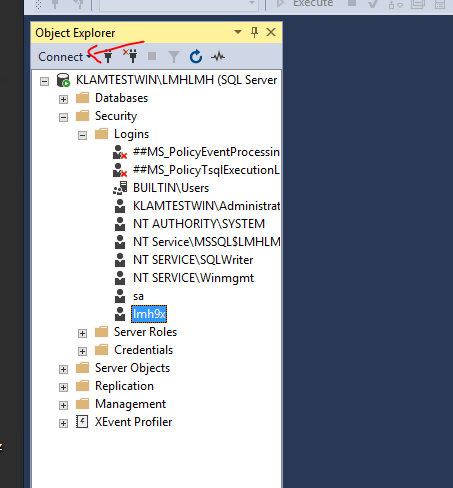 Execute
Object Explorer
Connect
KLAMTESTWIN\LMHLMH (SQL Server
Databases
Security
Logins
##MS_PolicyEventProcessin
##MS_PolicyTsqlExecutionL
BUILTIN\Users
KLAMTESTWIN\Administrat
NT AUTHORITY\SYSTEM
NT Service\MSSQL$LMHLM
NT SERVICE\SQLWriter
NT SERVICE\Winmgmt
sa
lmh9x
Server Roles
Credentials
Server Objects
Replication
Management
XEvent Profiler